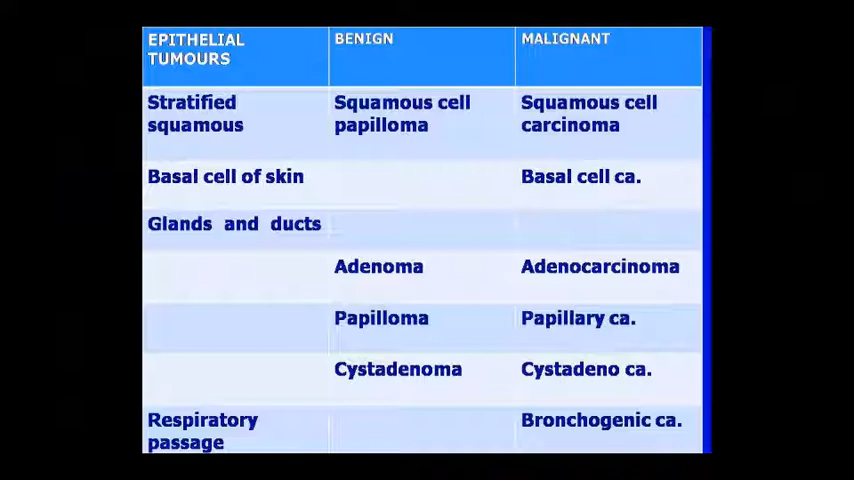 EPITHELIAL TUMOURS BENIGN MALIGNANT
Stratified squamous Squamous cell papilloma Squamous cell carcinoma
Basal cell of skin Basal cell ca.
Glands and ducts
Adenoma Adenocarcinoma
Papilloma Papillary ca.
Cystadenoma Cystadeno ca.
Respiratory passage Bronchogenic ca.